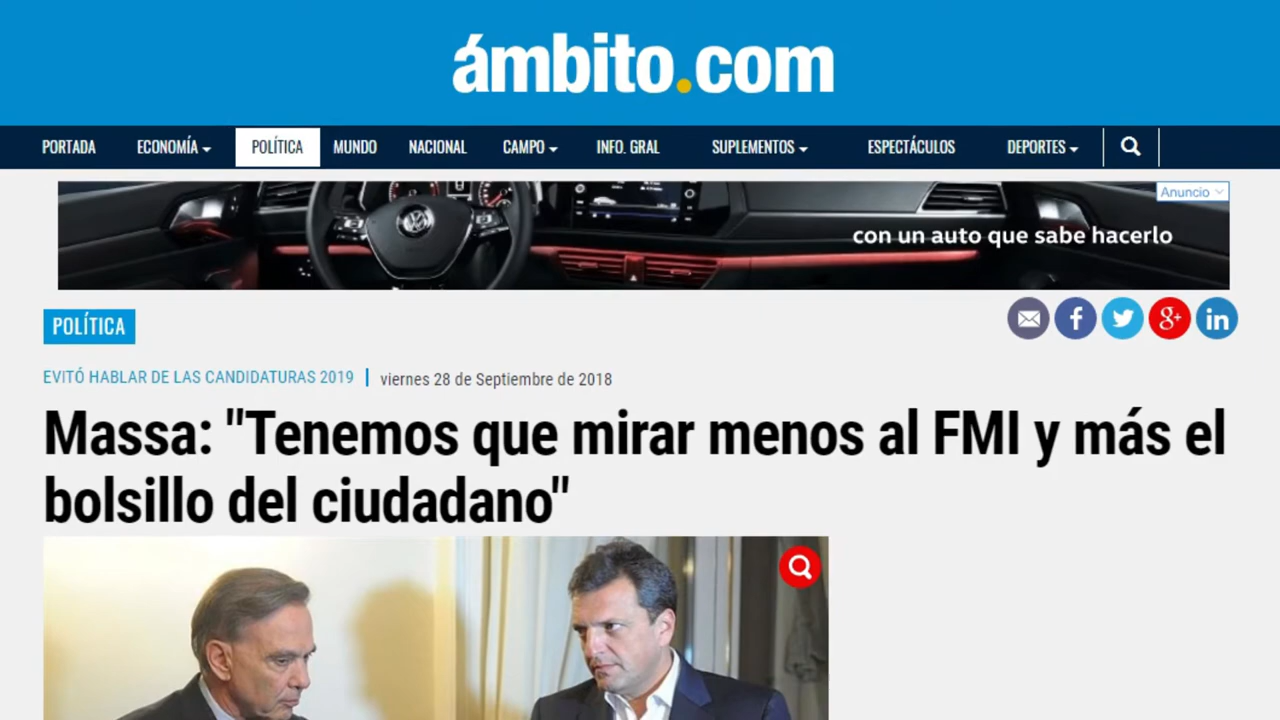 ámbito.com
PORTADA ECONOMÍA POLÍTICA MUNDO NACIONAL CAMPO INFO. GRAL SUPLEMENTOS ESPECTÁCULOS DEPORTES
Anuncio
con un auto que sabe hacerlo
POLÍTICA
f g+ in
EVITÓ HABLAR DE LAS CANDIDATURAS 2019 | viernes 28 de Septiembre de 2018
Massa: "Tenemos que mirar menos al FMI y más el
bolsillo del ciudadano"